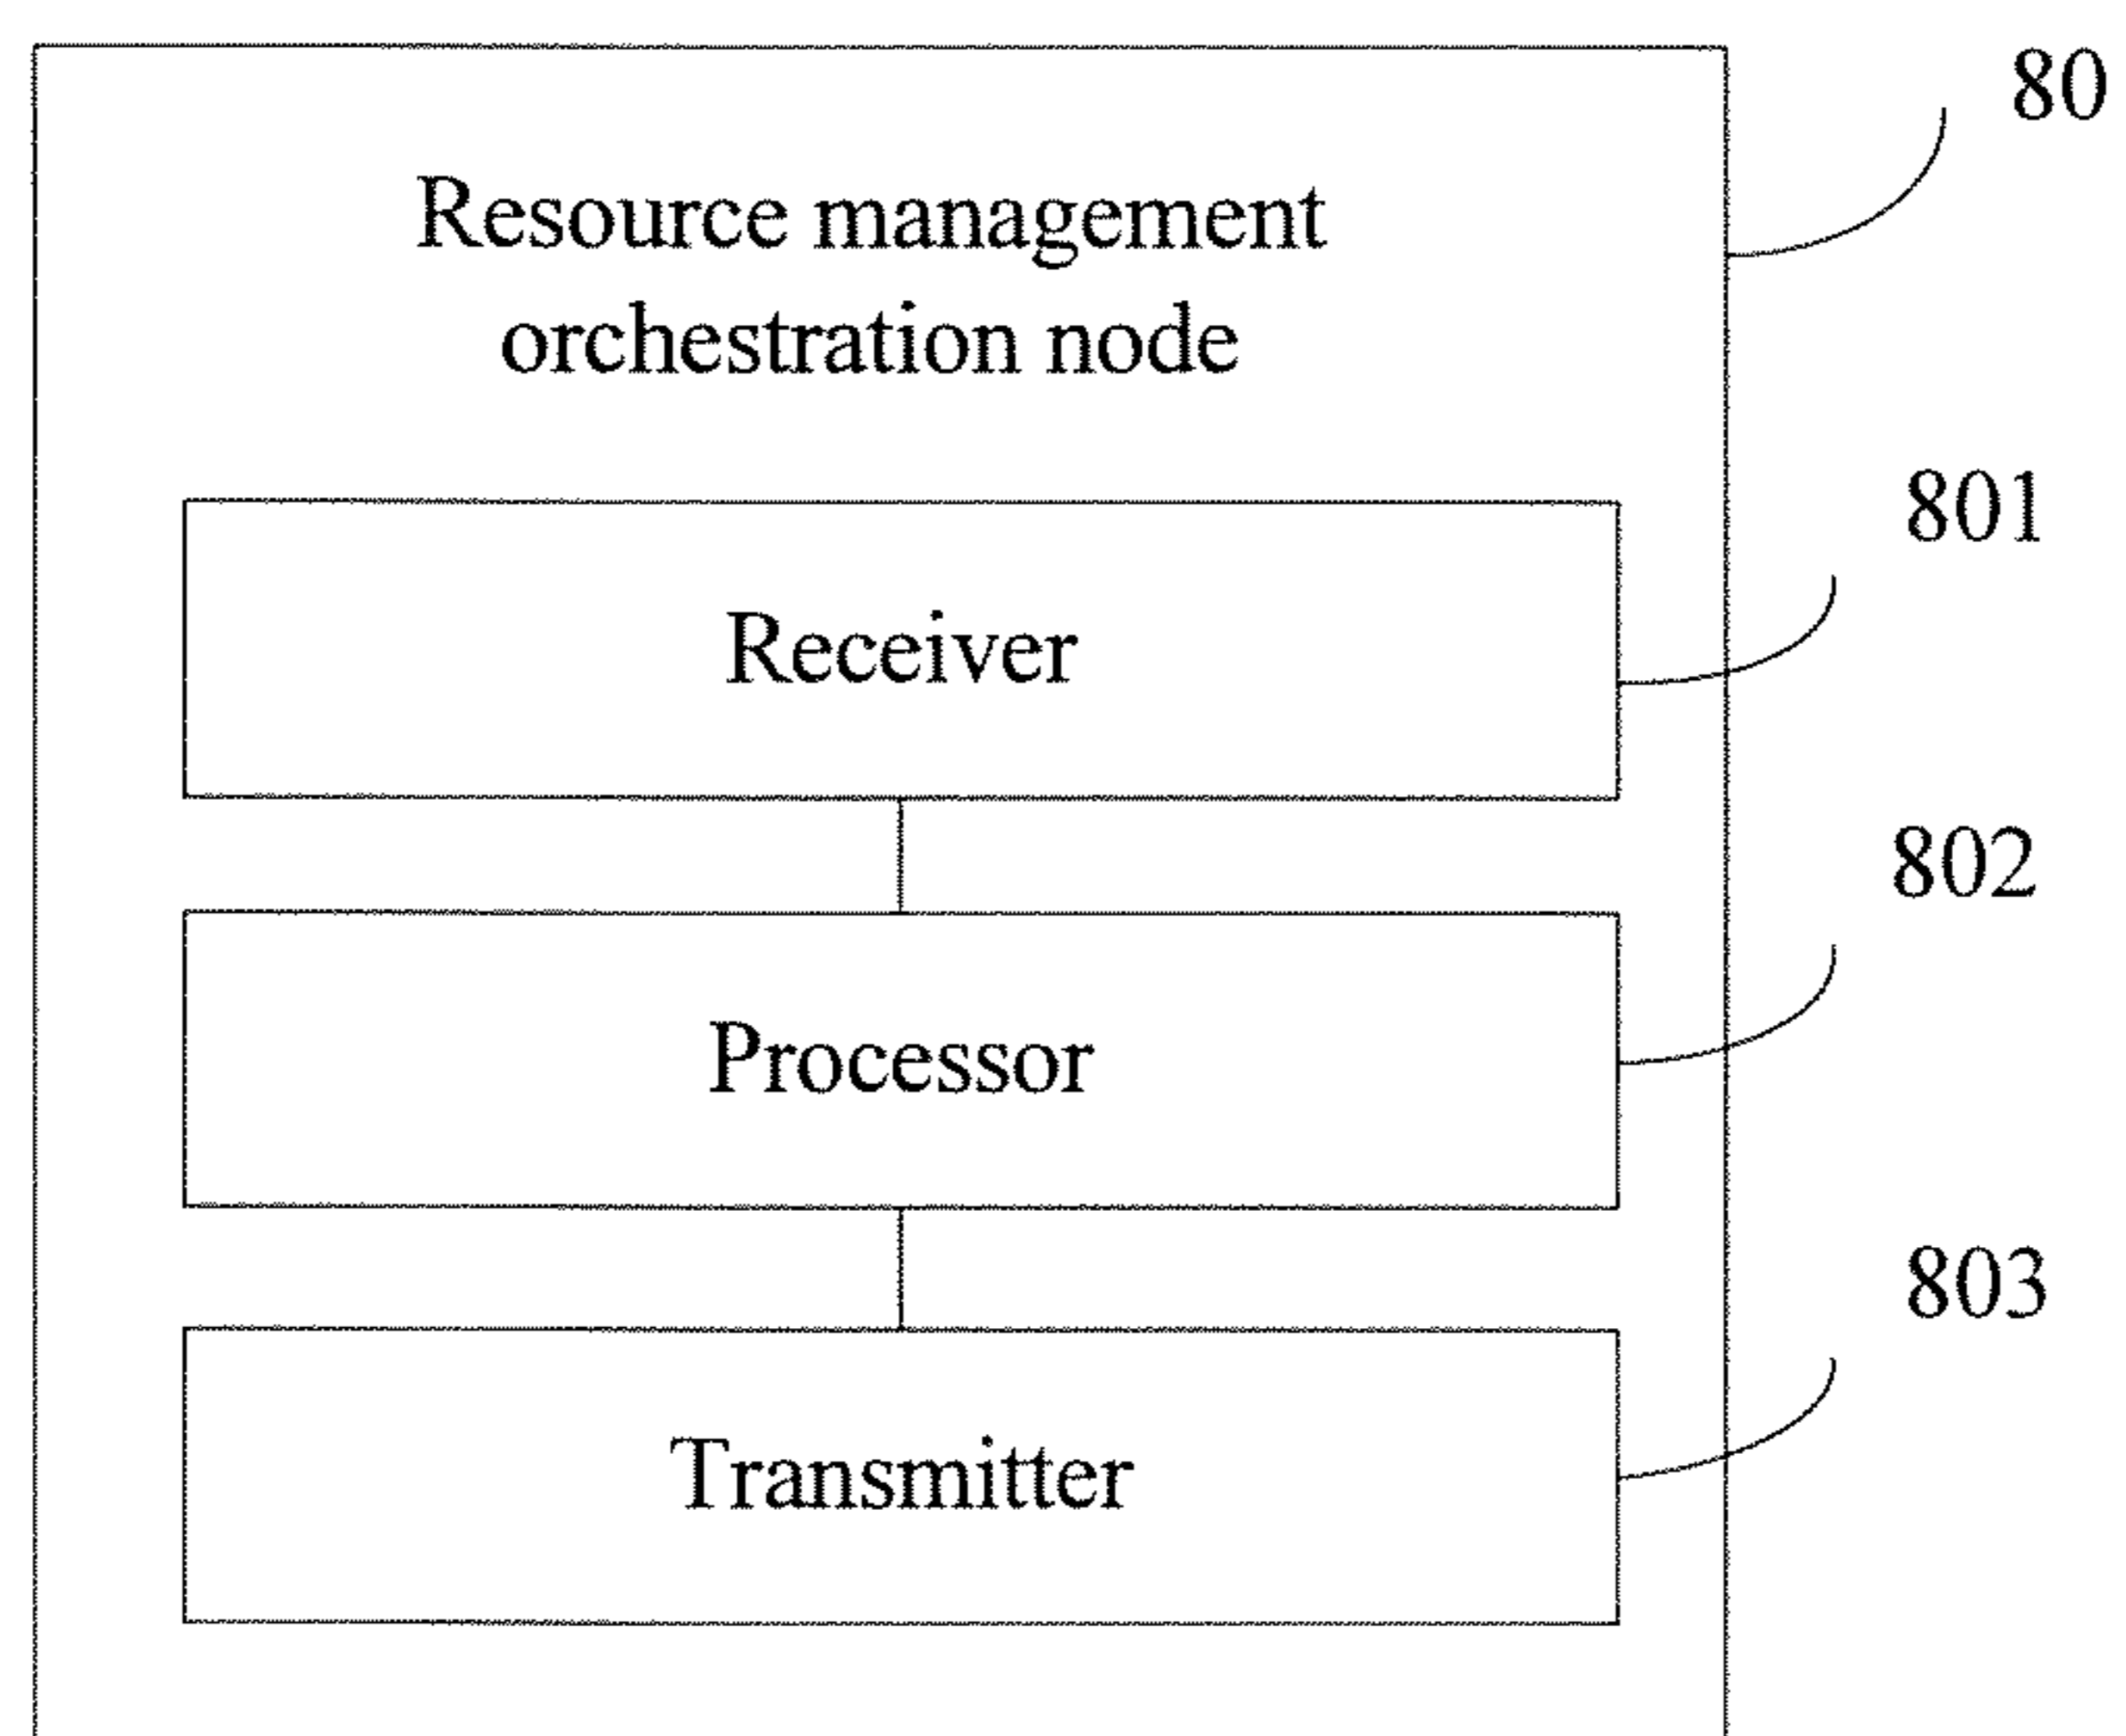 80
Resource management
orchestration node
801
Receiver
802
Processor
803
Transmitter